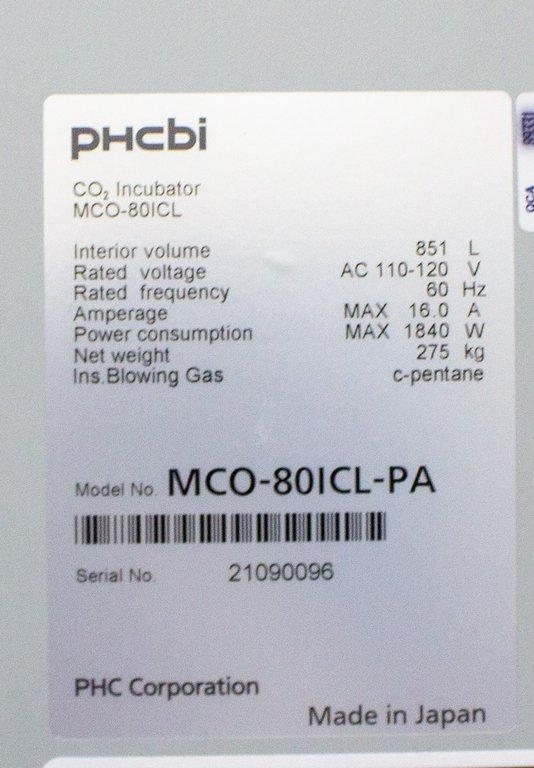 PHCbi
CO₂ Incubator
MCO-80ICL
Interior volume 851 L
Rated voltage AC 110-120 V
Rated frequency 60 Hz
Amperage MAX 16.0 A
Power consumption MAX 1840 W
Net weight 275 kg
Ins.Blowing Gas c-pentane
Model No. MCO-80ICL-PA
Serial No. 21090096
PHC Corporation
Made in Japan
QCA